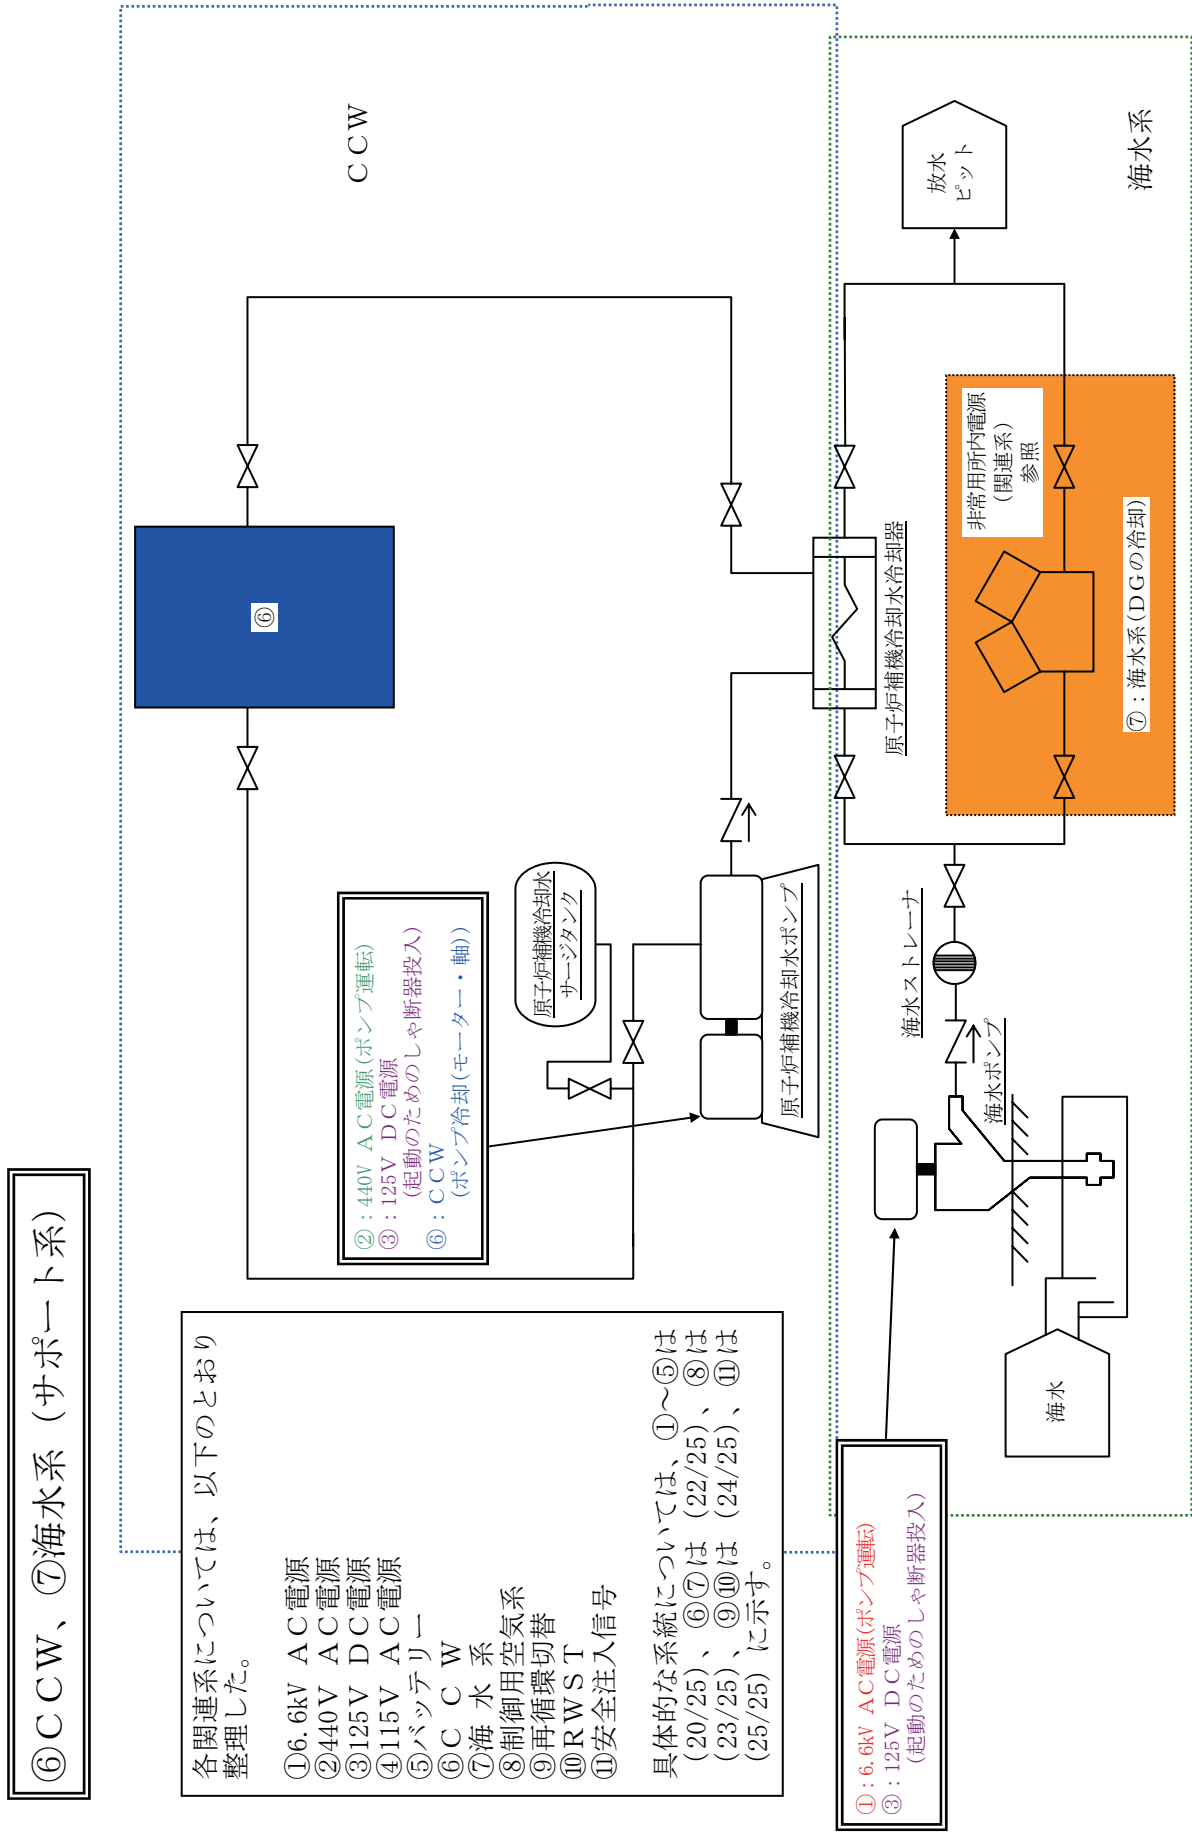 ⑥CCW、⑦海水系（サポート系）
各関連系については、以下のとおり
整理した。
①6.6kV AC電源
②440V AC電源
③125V DC電源
④115V AC電源
⑤バッテリー
⑥C C W
⑦海 水 系
⑧制御用空気系
⑨再循環切替
⑩RWST
⑪安全注入信号
具体的な系統については、①～⑤は
(20/25)、⑥⑦は (22/25)、⑧は
(23/25)、⑨⑩は (24/25)、⑪は
(25/25) に示す。
②：440V AC電源(ポンプ運転)
③：125V DC電源
(起動のためのしゃ断器投入)
⑥：CCW
(ポンプ冷却(モーター・軸))
⑥
CCW
原子炉補機冷却水
サージタンク
原子炉補機冷却水ポンプ
原子炉補機冷却水冷却器
①：6.6kV AC電源(ポンプ運転)
③：125V DC電源
(起動のためのしゃ断器投入)
海水
海水ポンプ
海水ストレーナ
非常用所内電源
(関連系)
参照
⑦：海水系(DGの冷却)
放水
ピット
海水系